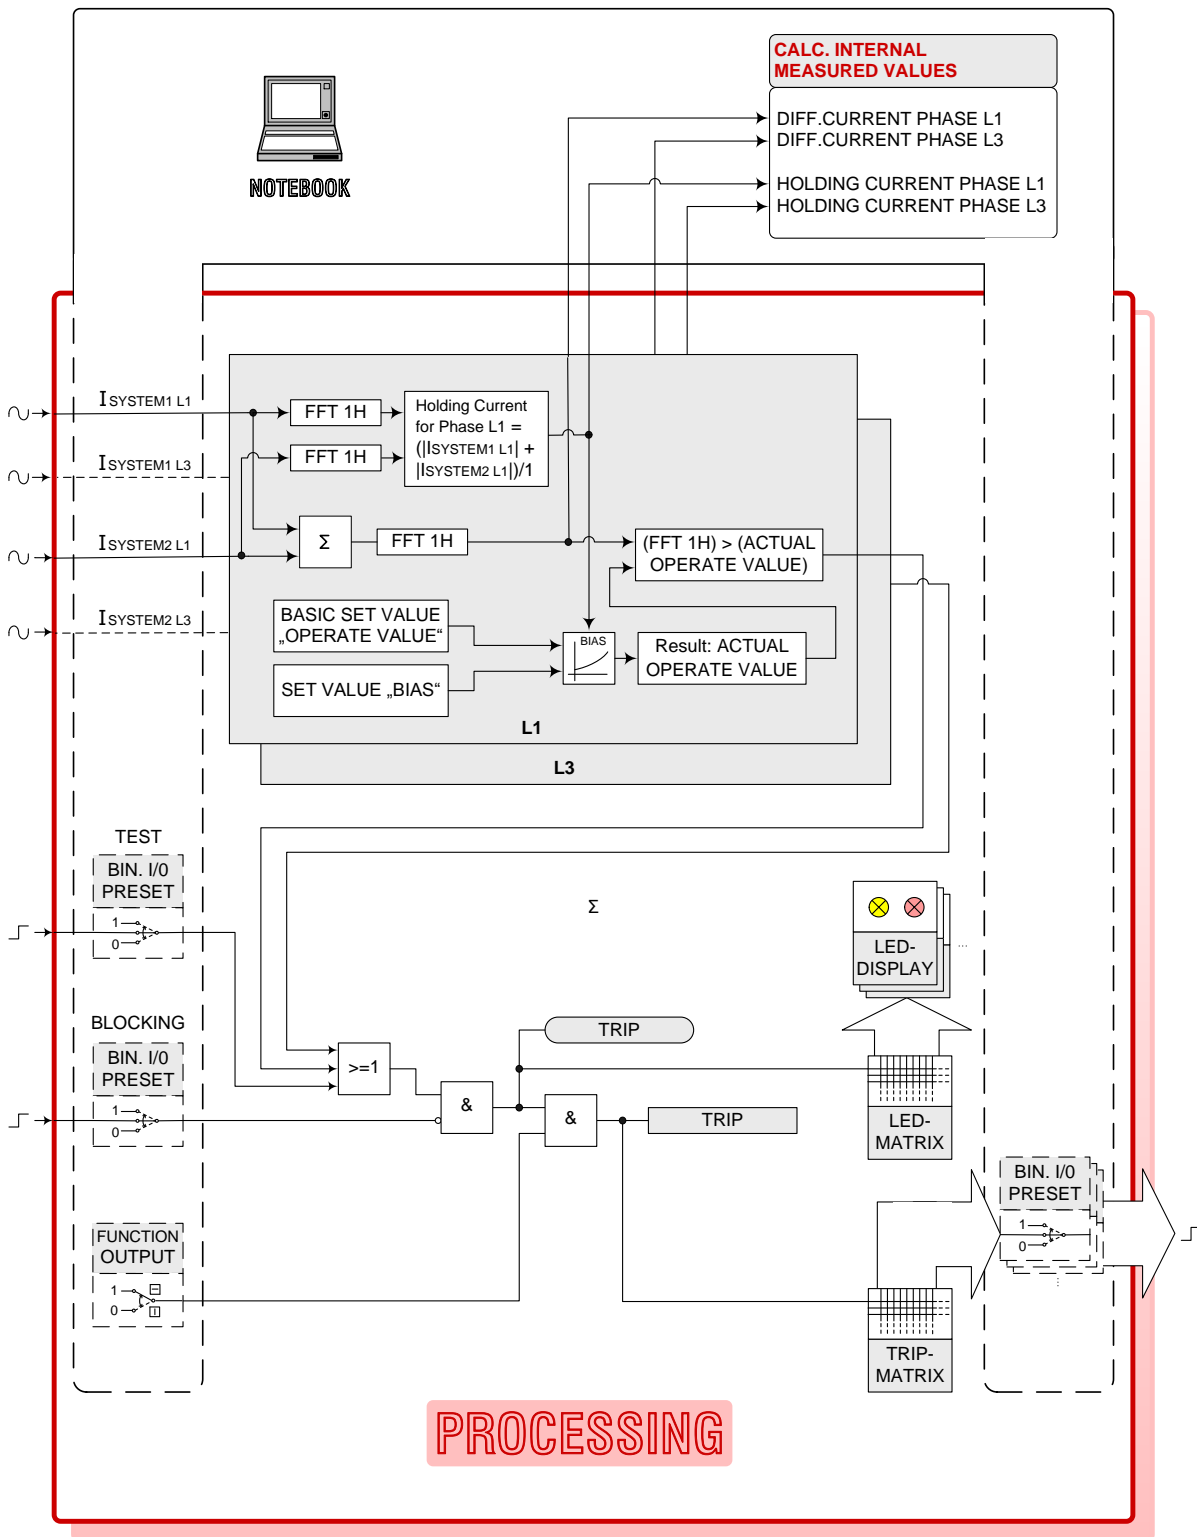 CALC. INTERNAL
MEASURED VALUES
DIFF.CURRENT PHASE L1
DIFF.CURRENT PHASE L3
HOLDING CURRENT PHASE L1
HOLDING CURRENT PHASE L3
NOTEBOOK
I SYSTEM1 L1
I SYSTEM1 L3
I SYSTEM2 L1
I SYSTEM2 L3
FFT 1H
FFT 1H
Holding Current
for Phase L1 =
(|ISYSTEM1 L1| +
|ISYSTEM2 L1|)/1
Σ
FFT 1H
(FFT 1H) > (ACTUAL
OPERATE VALUE)
BASIC SET VALUE
„OPERATE VALUE“
SET VALUE „BIAS“
BIAS
Result: ACTUAL
OPERATE VALUE
L1
L3
TEST
BIN. I/0
PRESET
1
0
Σ
LED-
DISPLAY
...
BLOCKING
BIN. I/0
PRESET
1
0
>=1
&
&
TRIP
TRIP
LED-
MATRIX
BIN. I/0
PRESET
1
0
...
FUNCTION
OUTPUT
1
0
TRIP-
MATRIX
PROCESSING